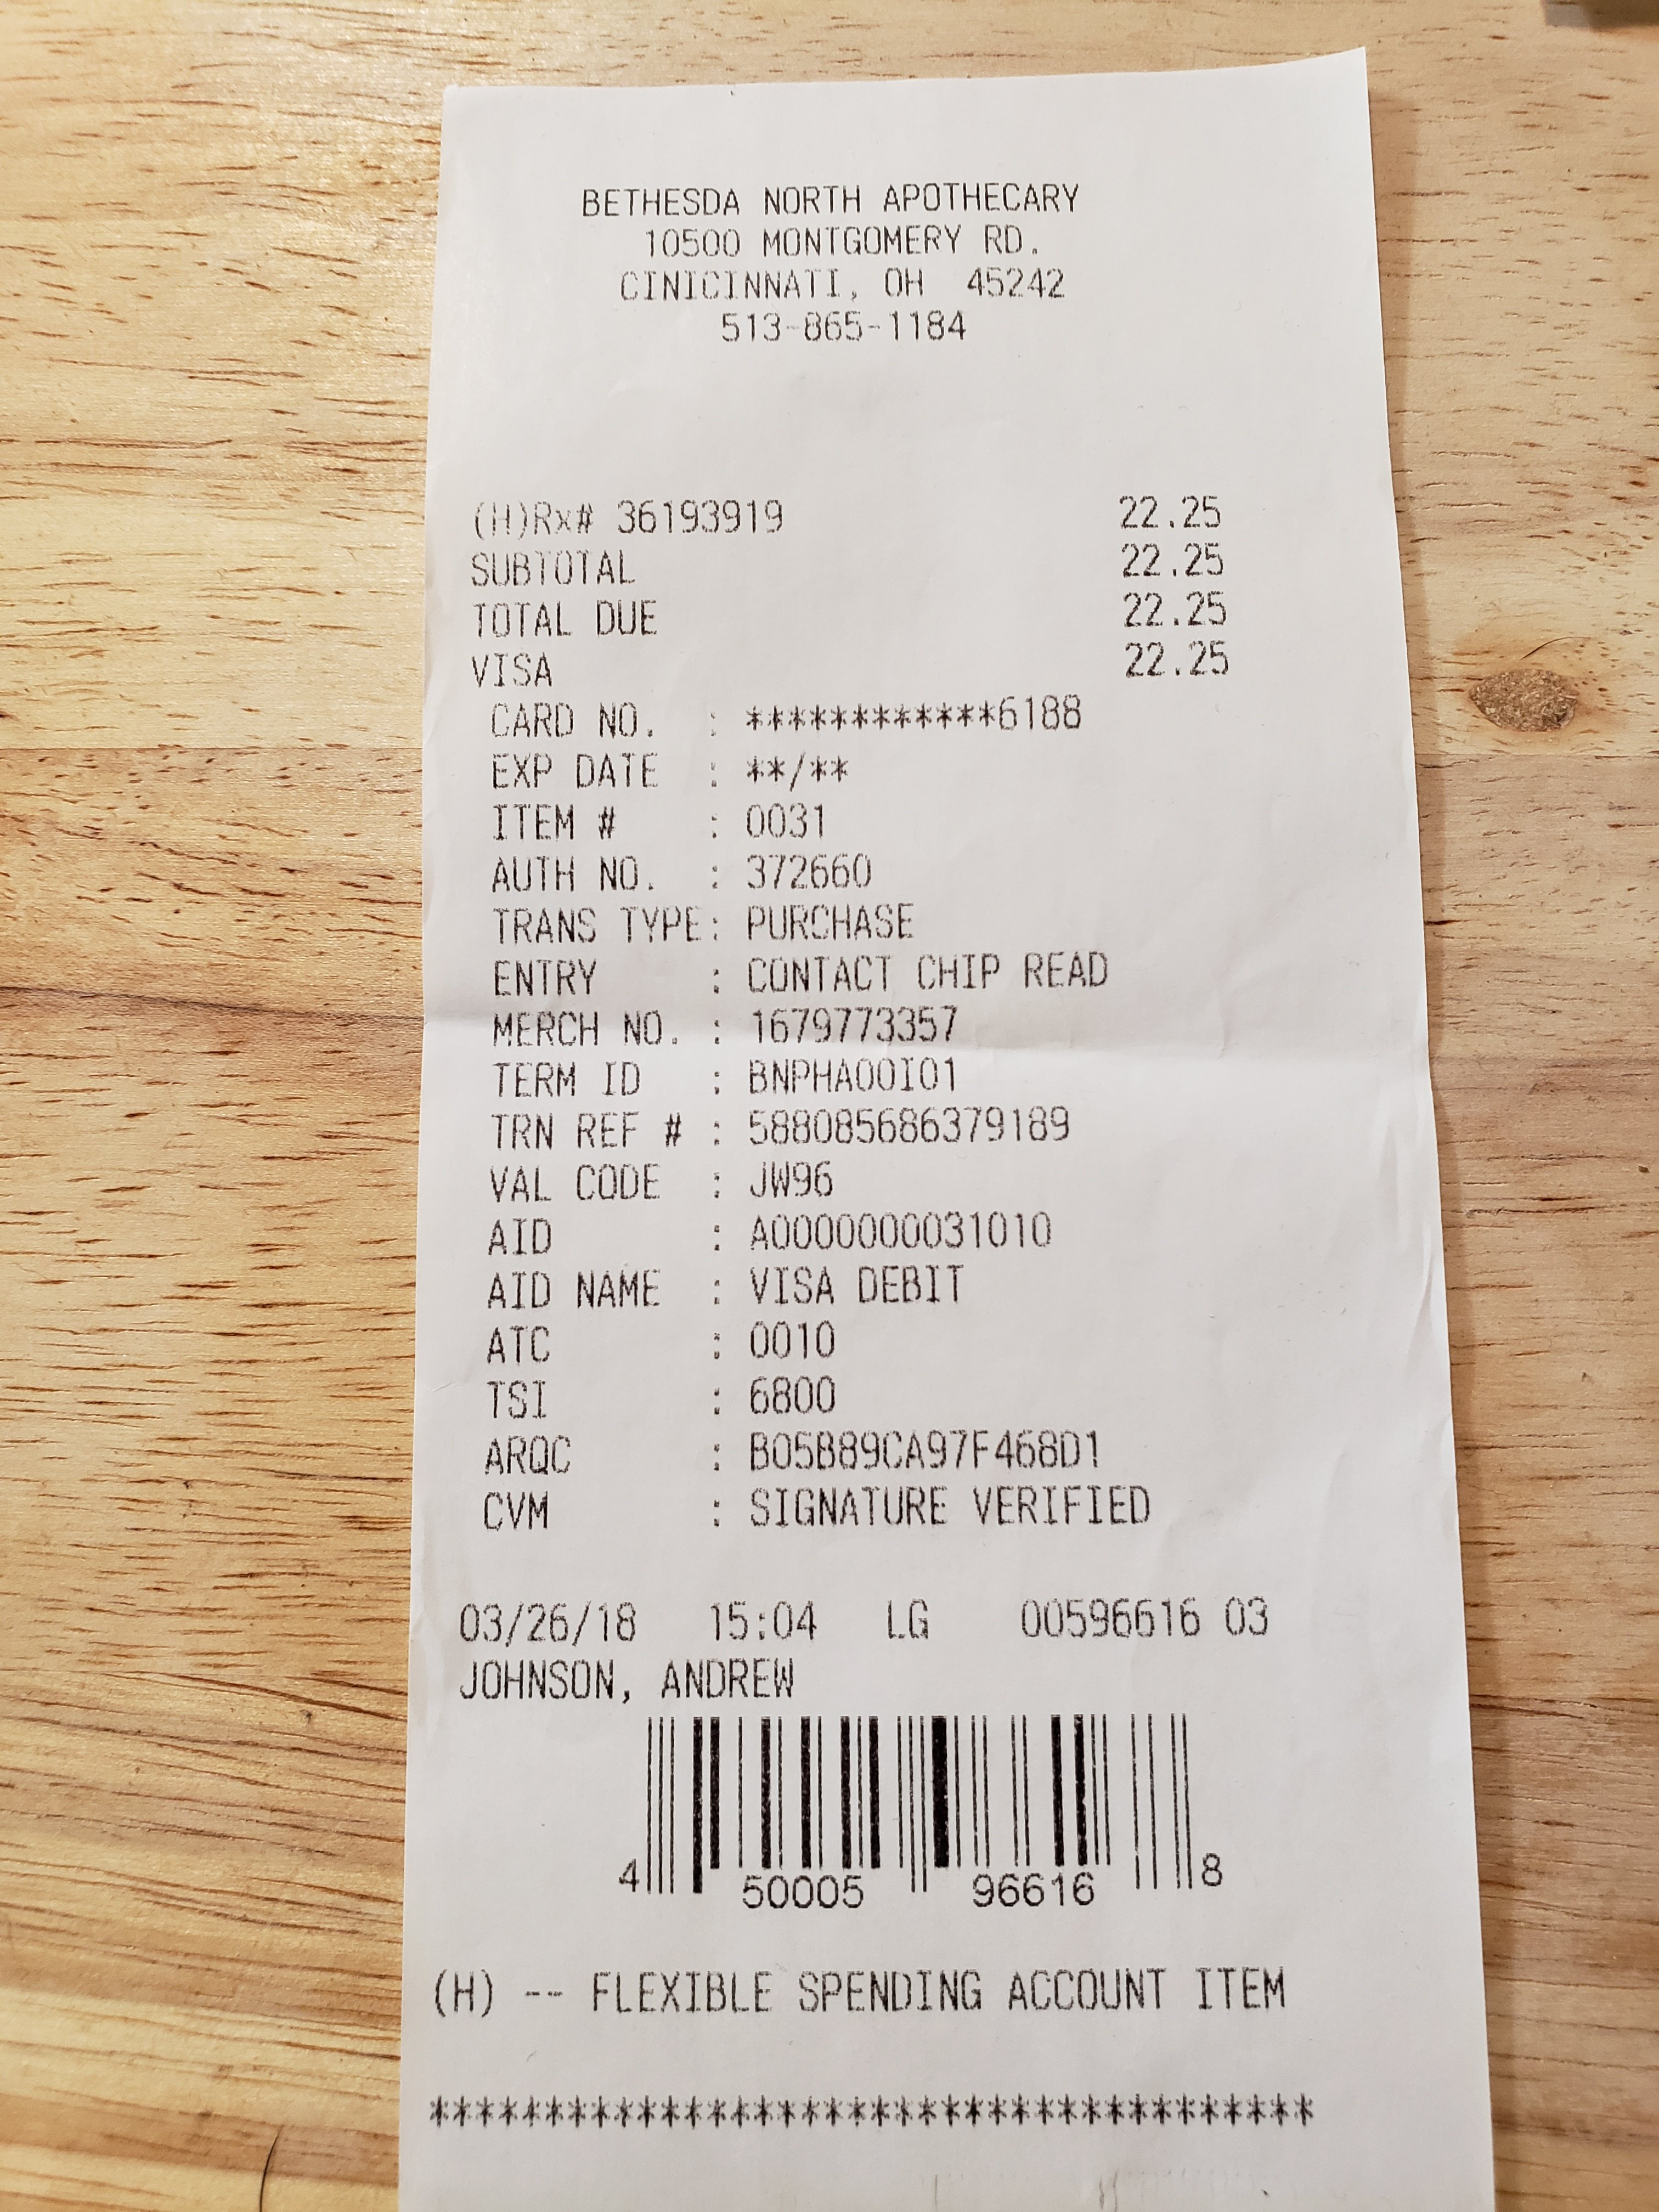 BETHESDA NORTH APOTHECARY
10500 MONTGOMERY RD.
CINICINNATI, OH 45242
513-865-1184
(H)Rx# 36193919 22.25
SUBTOTAL 22.25
TOTAL DUE 22.25
VISA 22.25
CARD NO. : ************6188
EXP DATE : **/**
ITEM # : 0031
AUTH NO. : 372660
TRANS TYPE: PURCHASE
ENTRY : CONTACT CHIP READ
MERCH NO. : 1679773357
TERM ID : BNPHA00I01
TRN REF # : 588085686379189
VAL CODE : JW96
AID : A0000000031010
AID NAME : VISA DEBIT
ATC : 0010
TSI : 6800
ARQC : B05B89CA97F468D1
CVM : SIGNATURE VERIFIED
03/26/18 15:04 LG 00596616 03
JOHNSON, ANDREW
4 50005 96616 8
(H) -- FLEXIBLE SPENDING ACCOUNT ITEM
**************************************